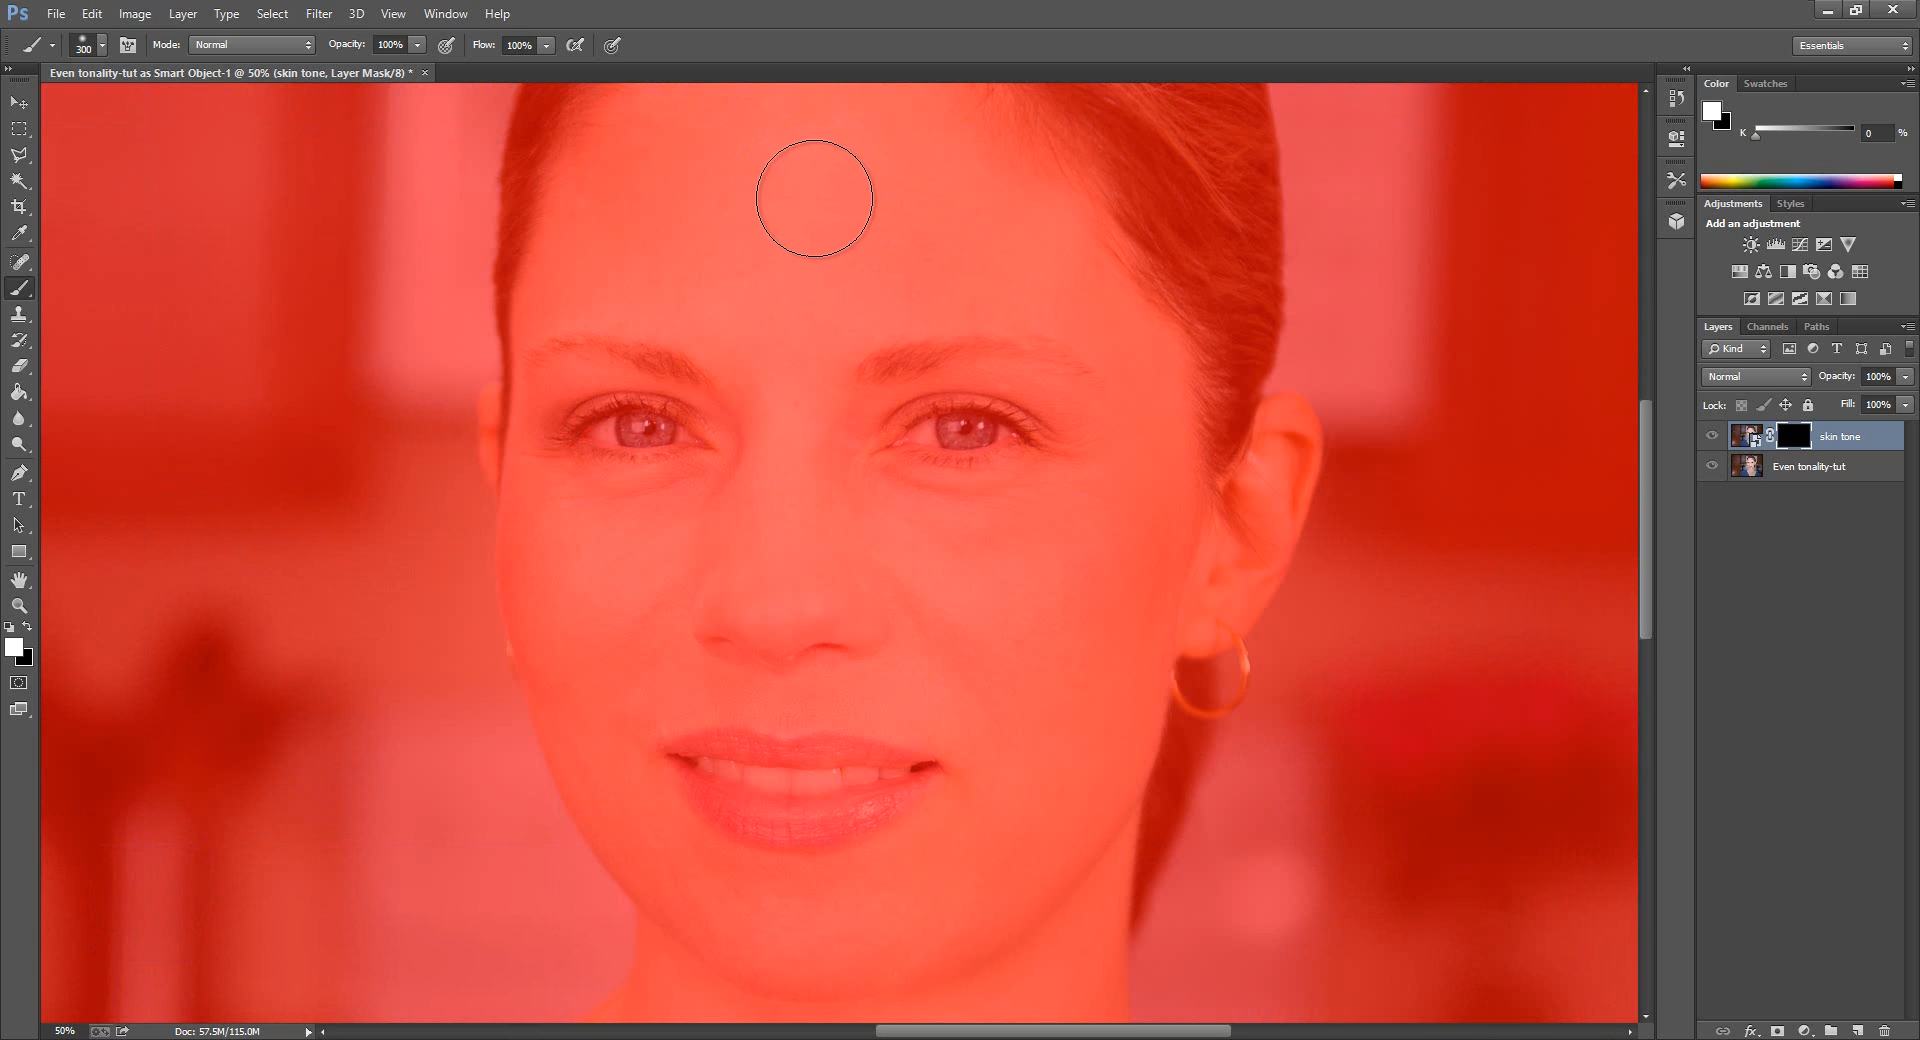 Ps File Edit Image Layer Type Select Filter 3D View Window Help
300 Mode: Normal Opacity: 100% Flow: 100% Essentials
Even tonality-tut as Smart Object-1 @ 50% (skin tone, Layer Mask/8) * ×
Color Swatches
K 0 %
Adjustments Styles
Add an adjustment
Layers Channels Paths
Kind
Normal Opacity: 100%
Lock: Fill: 100%
skin tone
Even tonality-tut
50% Doc: 57.5M/115.0M